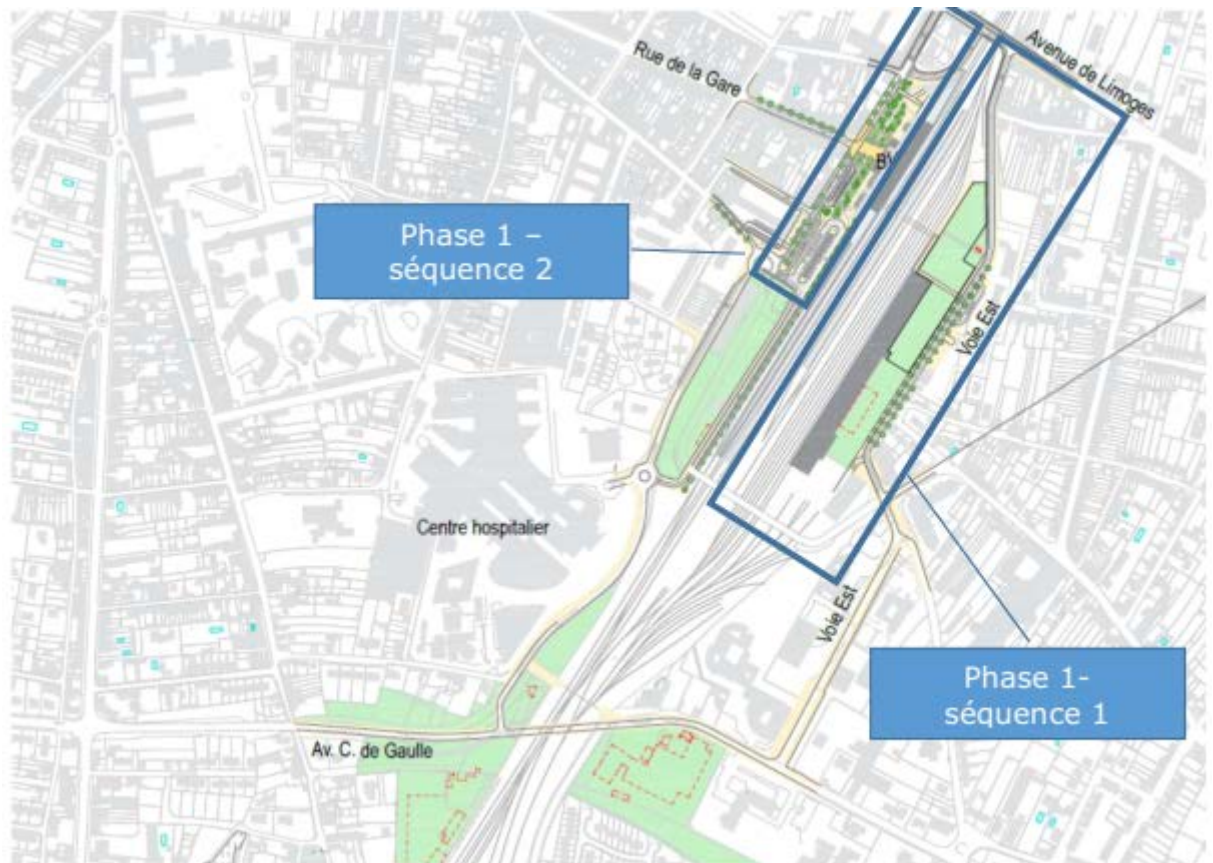 Avenue de Limoges
Rue de la Gare
BV
Phase 1 –
séquence 2
Voie Est
Centre hospitalier
Voie Est
Phase 1-
séquence 1
Av. C. de Gaulle